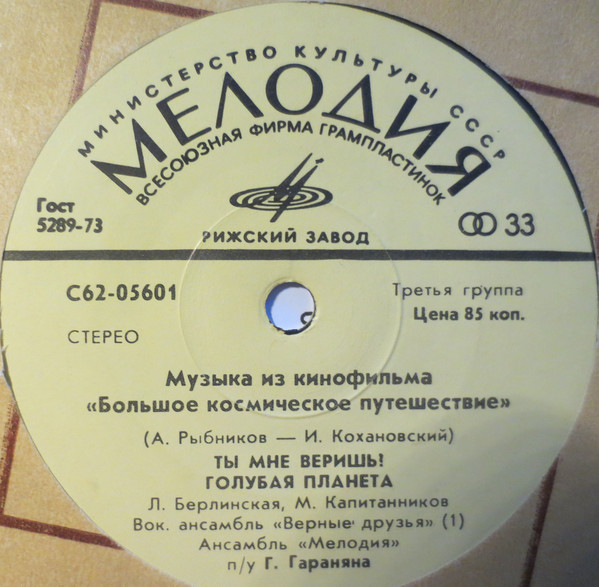 МИНИСТЕРСТВО КУЛЬТУРЫ СССР
МЕЛОДИЯ
ВСЕСОЮЗНАЯ ФИРМА ГРАМПЛАСТИНОК
Гост
5289-73
РИЖСКИЙ ЗАВОД
33
С62-05601
Третья группа
Цена 85 коп.
СТЕРЕО
Музыка из кинофильма
«Большое космическое путешествие»
(А. Рыбников — И. Кохановский)
ТЫ МНЕ ВЕРИШЬ!
ГОЛУБАЯ ПЛАНЕТА
Л. Берлинская, М. Капитанников
Вок. ансамбль «Верные друзья» (1)
Ансамбль «Мелодия»
п/у Г. Гараняна